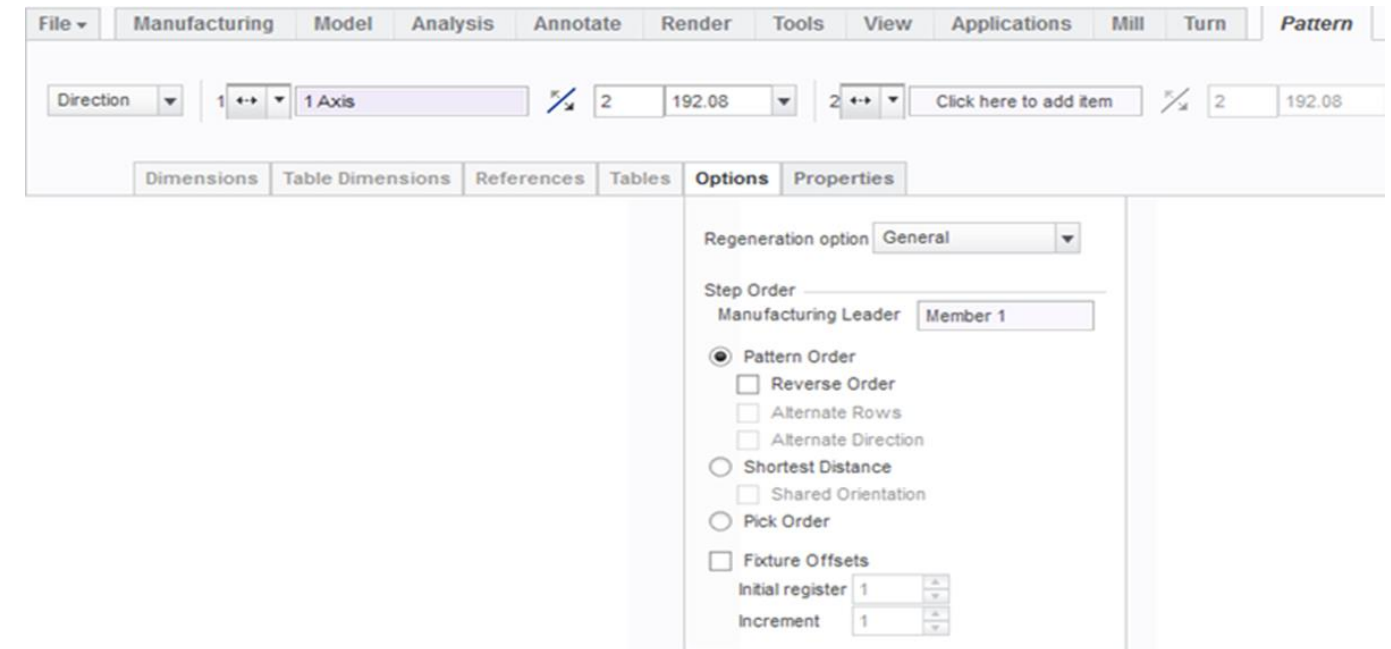 File Manufacturing Model Analysis Annotate Render Tools View Applications Mill Turn Pattern
Direction 1 1 Axis 2 192.08 2 Click here to add item 2 192.08
Dimensions Table Dimensions References Tables Options Properties
Regeneration option General
Step Order
Manufacturing Leader Member 1
Pattern Order
Reverse Order
Alternate Rows
Alternate Direction
Shortest Distance
Shared Orientation
Pick Order
Fixture Offsets
Initial register 1
Increment 1